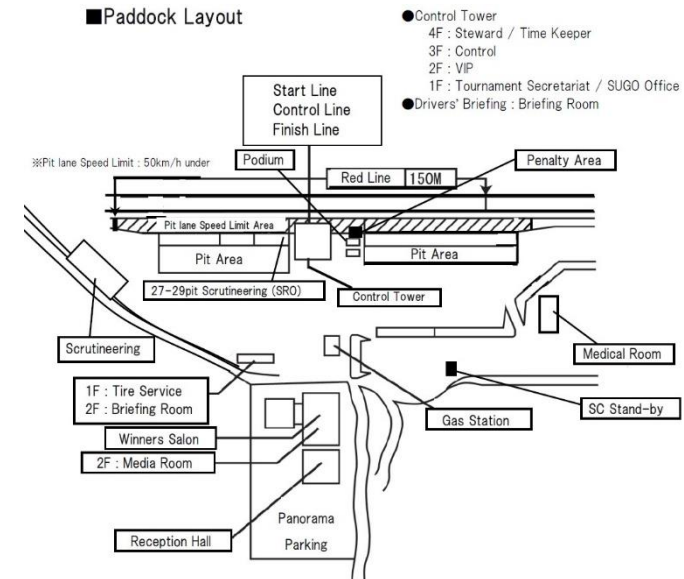 ■Paddock Layout
●Control Tower
4F : Steward / Time Keeper
3F : Control
2F : VIP
1F : Tournament Secretariat / SUGO Office
●Drivers' Briefing : Briefing Room
Start Line
Control Line
Finish Line
※Pit lane Speed Limit : 50km/h under
Podium
Penalty Area
Red Line 150M
Pit lane Speed Limit Area
Pit Area
Pit Area
27-29pit Scrutineering (SRO)
Control Tower
Scrutineering
Medical Room
1F : Tire Service
2F : Briefing Room
Gas Station
SC Stand-by
Winners Salon
2F : Media Room
Reception Hall
Panorama
Parking